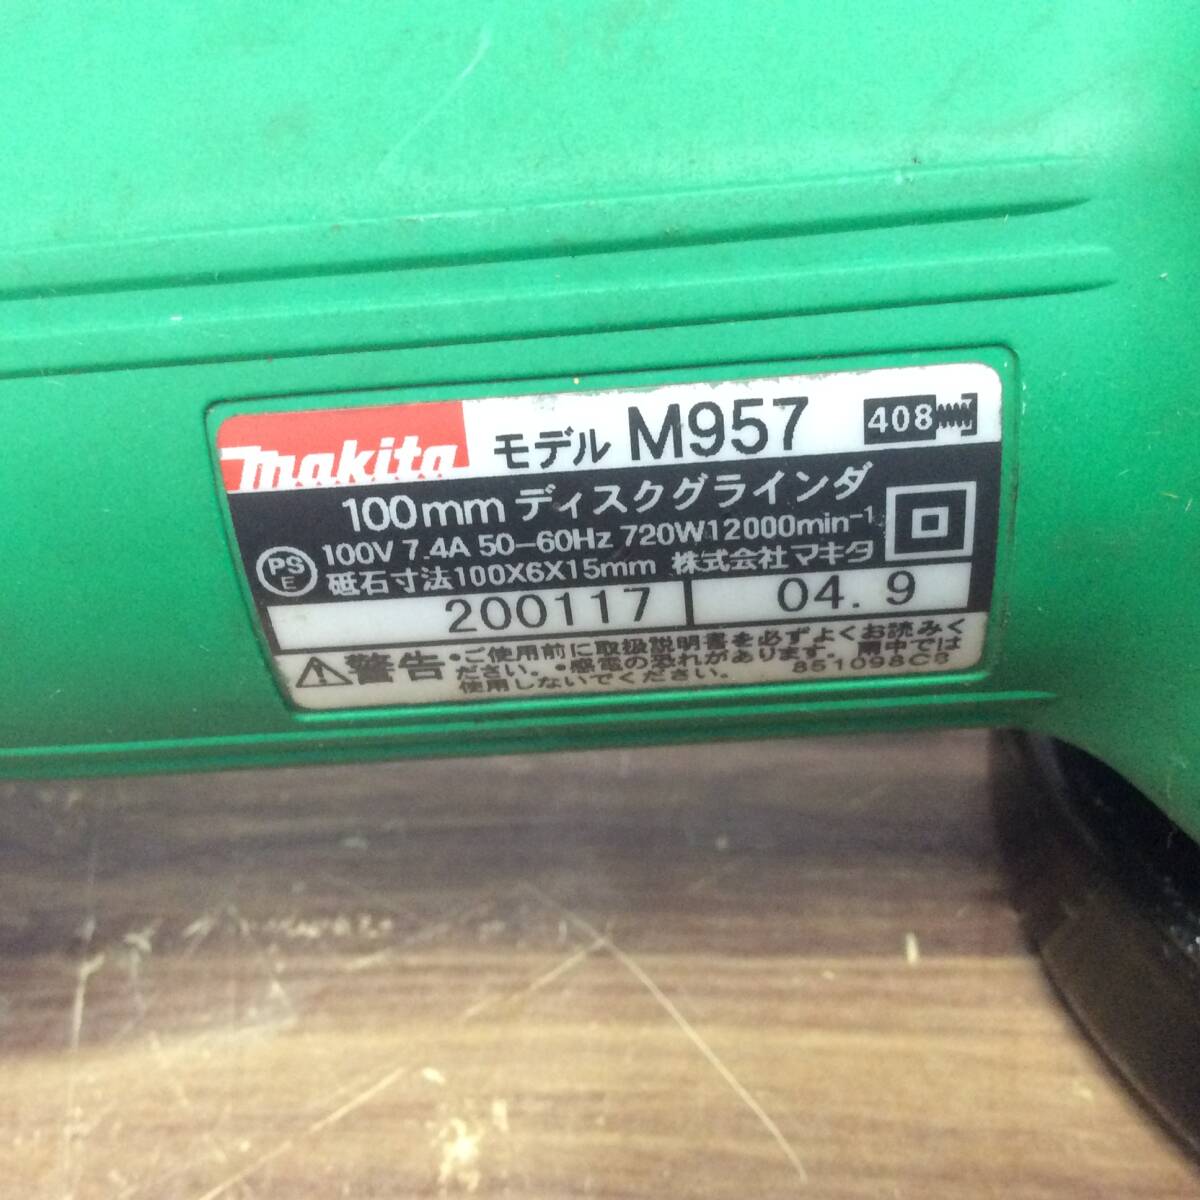 makita モデル M957 408
100mm ディスクグラインダ
PS E 100V 7.4A 50-60Hz 720W 12000min-1
砥石寸法100X6X15mm 株式会社マキタ
200117 04.9
警告 •ご使用前に取扱説明書を必ずよくお読みく
ださい。•感電の恐れがあります。雨中では
使用しないでください。 851098C8